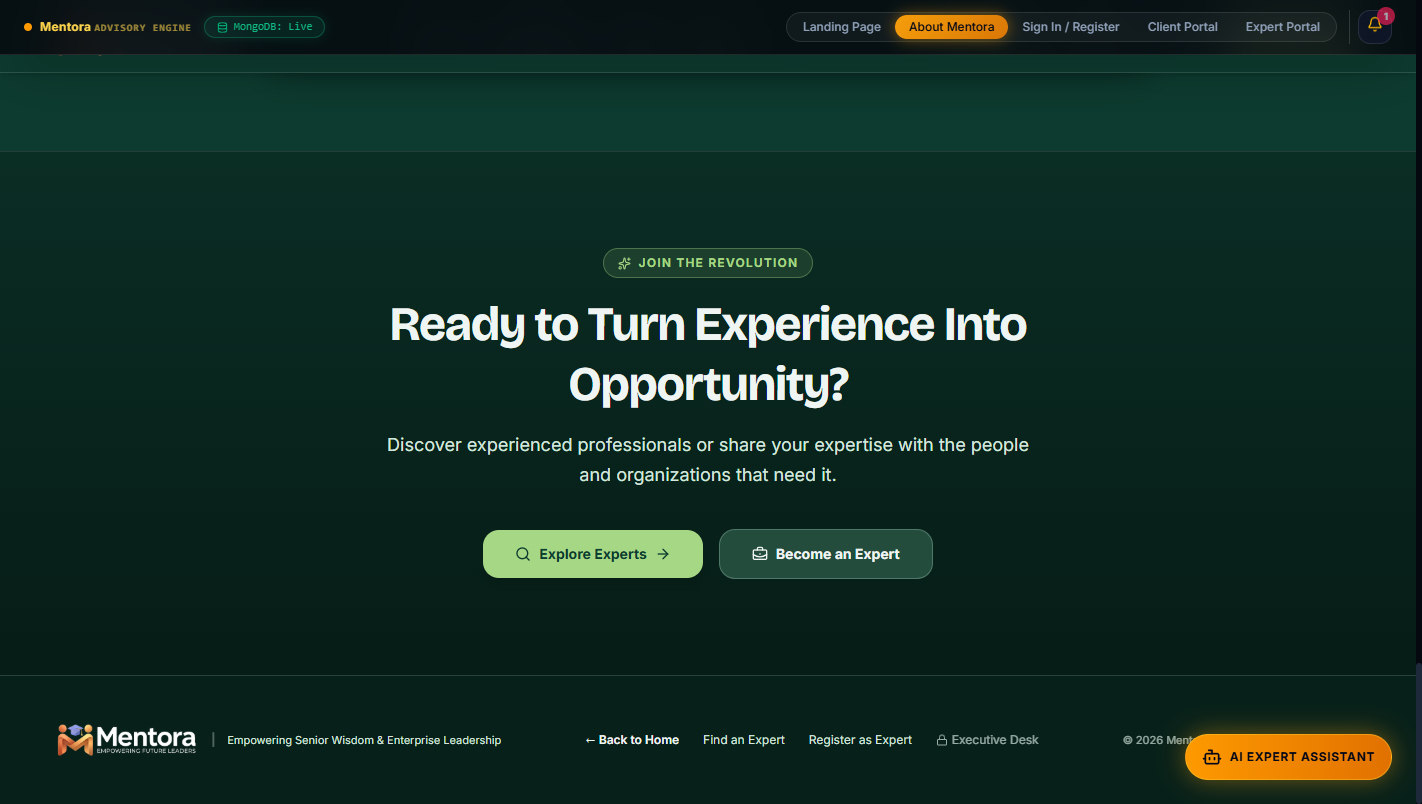 Mentora ADVISORY ENGINE
MongoDB: Live
Landing Page
About Mentora
Sign In / Register
Client Portal
Expert Portal
1
JOIN THE REVOLUTION
Ready to Turn Experience Into
Opportunity?
Discover experienced professionals or share your expertise with the people
and organizations that need it.
Explore Experts →
Become an Expert
Mentora
EMPOWERING FUTURE LEADERS
| Empowering Senior Wisdom & Enterprise Leadership
← Back to Home
Find an Expert
Register as Expert
Executive Desk
© 2026
AI EXPERT ASSISTANT